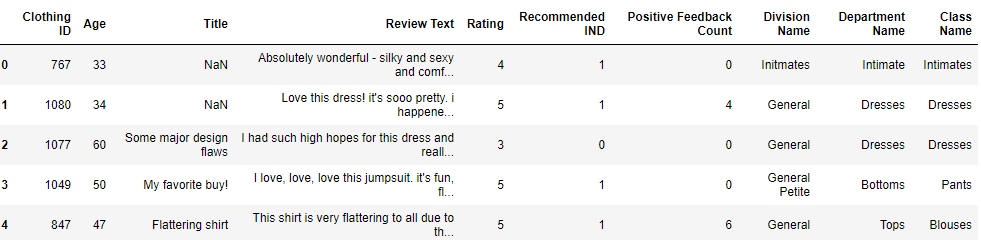 Clothing ID Age Title Review Text Rating Recommended IND Positive Feedback Count Division Name Department Name Class Name
0 767 33 NaN Absolutely wonderful - silky and sexy and comf... 4 1 0 Initmates Intimate Intimates
1 1080 34 NaN Love this dress! it's sooo pretty. i happene... 5 1 4 General Dresses Dresses
2 1077 60 Some major design flaws I had such high hopes for this dress and reall... 3 0 0 General Dresses Dresses
3 1049 50 My favorite buy! I love, love, love this jumpsuit. it's fun, fl... 5 1 0 General Petite Bottoms Pants
4 847 47 Flattering shirt This shirt is very flattering to all due to th... 5 1 6 General Tops Blouses